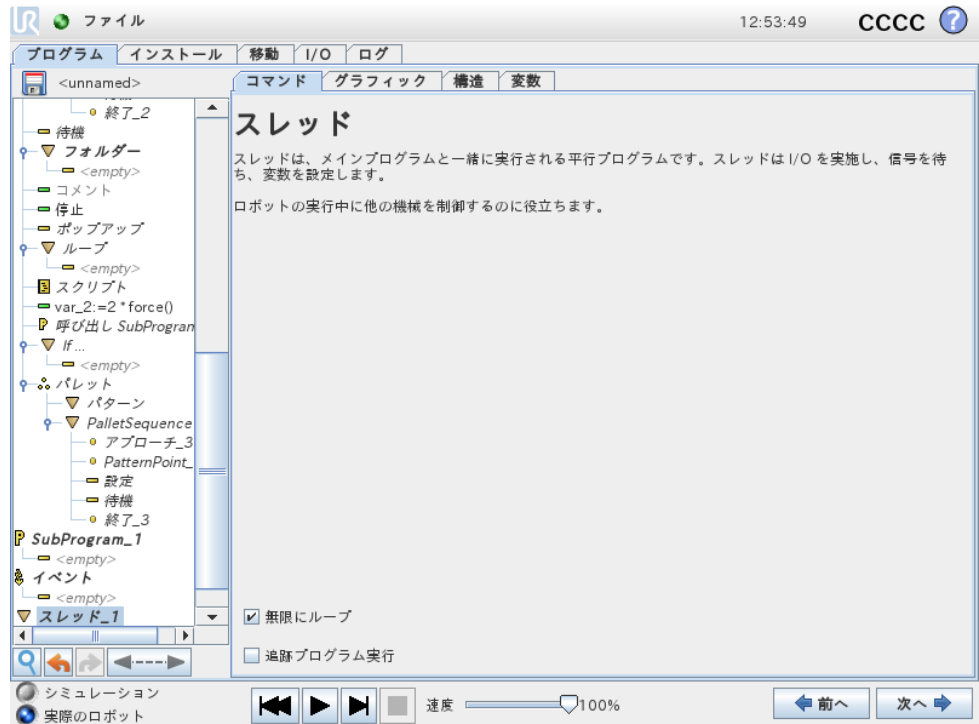 UR ファイル 12:53:49 CCCC ?
プログラム インストール 移動 I/O ログ
<unnamed>
コマンド グラフィック 構造 変数
終了_2
待機
フォルダー
<empty>
コメント
停止
ポップアップ
ループ
<empty>
スクリプト
var_2:=2 * force()
呼び出し SubProgran
If ...
<empty>
パレット
パターン
PalletSequence
アプローチ_3
PatternPoint_
設定
待機
終了_3
SubProgram_1
<empty>
イベント
<empty>
スレッド_1
スレッド
スレッドは、メインプログラムと一緒に実行される平行プログラムです。スレッドは I/O を実施し、信号を待
ち、変数を設定します。
ロボットの実行中に他の機械を制御するのに役立ちます。
無限にループ
追跡プログラム実行
シミュレーション
実際のロボット
速度 100%
前へ 次へ